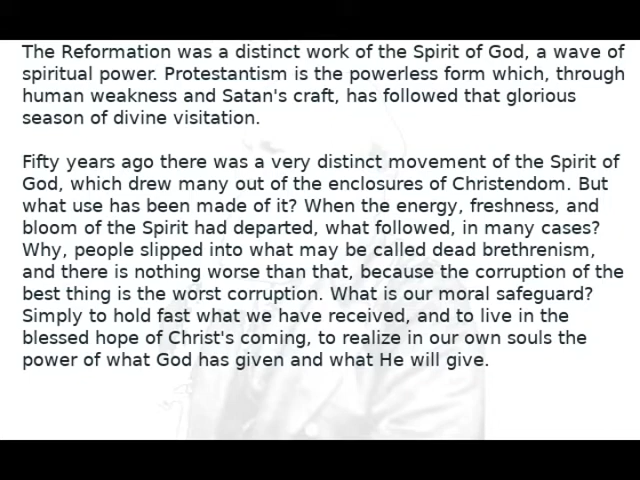 The Reformation was a distinct work of the Spirit of God, a wave of
spiritual power. Protestantism is the powerless form which, through
human weakness and Satan's craft, has followed that glorious
season of divine visitation.

Fifty years ago there was a very distinct movement of the Spirit of
God, which drew many out of the enclosures of Christendom. But
what use has been made of it? When the energy, freshness, and
bloom of the Spirit had departed, what followed, in many cases?
Why, people slipped into what may be called dead brethrenism,
and there is nothing worse than that, because the corruption of the
best thing is the worst corruption. What is our moral safeguard?
Simply to hold fast what we have received, and to live in the
blessed hope of Christ's coming, to realize in our own souls the
power of what God has given and what He will give.